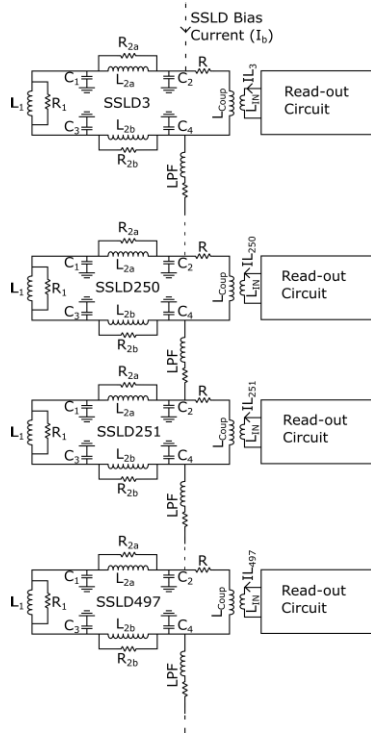 SSLD Bias
Current (I_b)
R_2a
R
IL_3
C_1
L_2a
C_2
L_1
R_1
SSLD3
L_Coup
L_IN
Read-out
Circuit
C_3
L_2b
C_4
R_2b
LPF
R_2a
R
IL_250
C_1
L_2a
C_2
L_1
R_1
SSLD250
L_Coup
L_IN
Read-out
Circuit
C_3
L_2b
C_4
R_2b
LPF
R_2a
R
IL_251
C_1
L_2a
C_2
L_1
R_1
SSLD251
L_Coup
L_IN
Read-out
Circuit
C_3
L_2b
C_4
R_2b
LPF
R_2a
R
IL_497
C_1
L_2a
C_2
L_1
R_1
SSLD497
L_Coup
L_IN
Read-out
Circuit
C_3
L_2b
C_4
R_2b
LPF